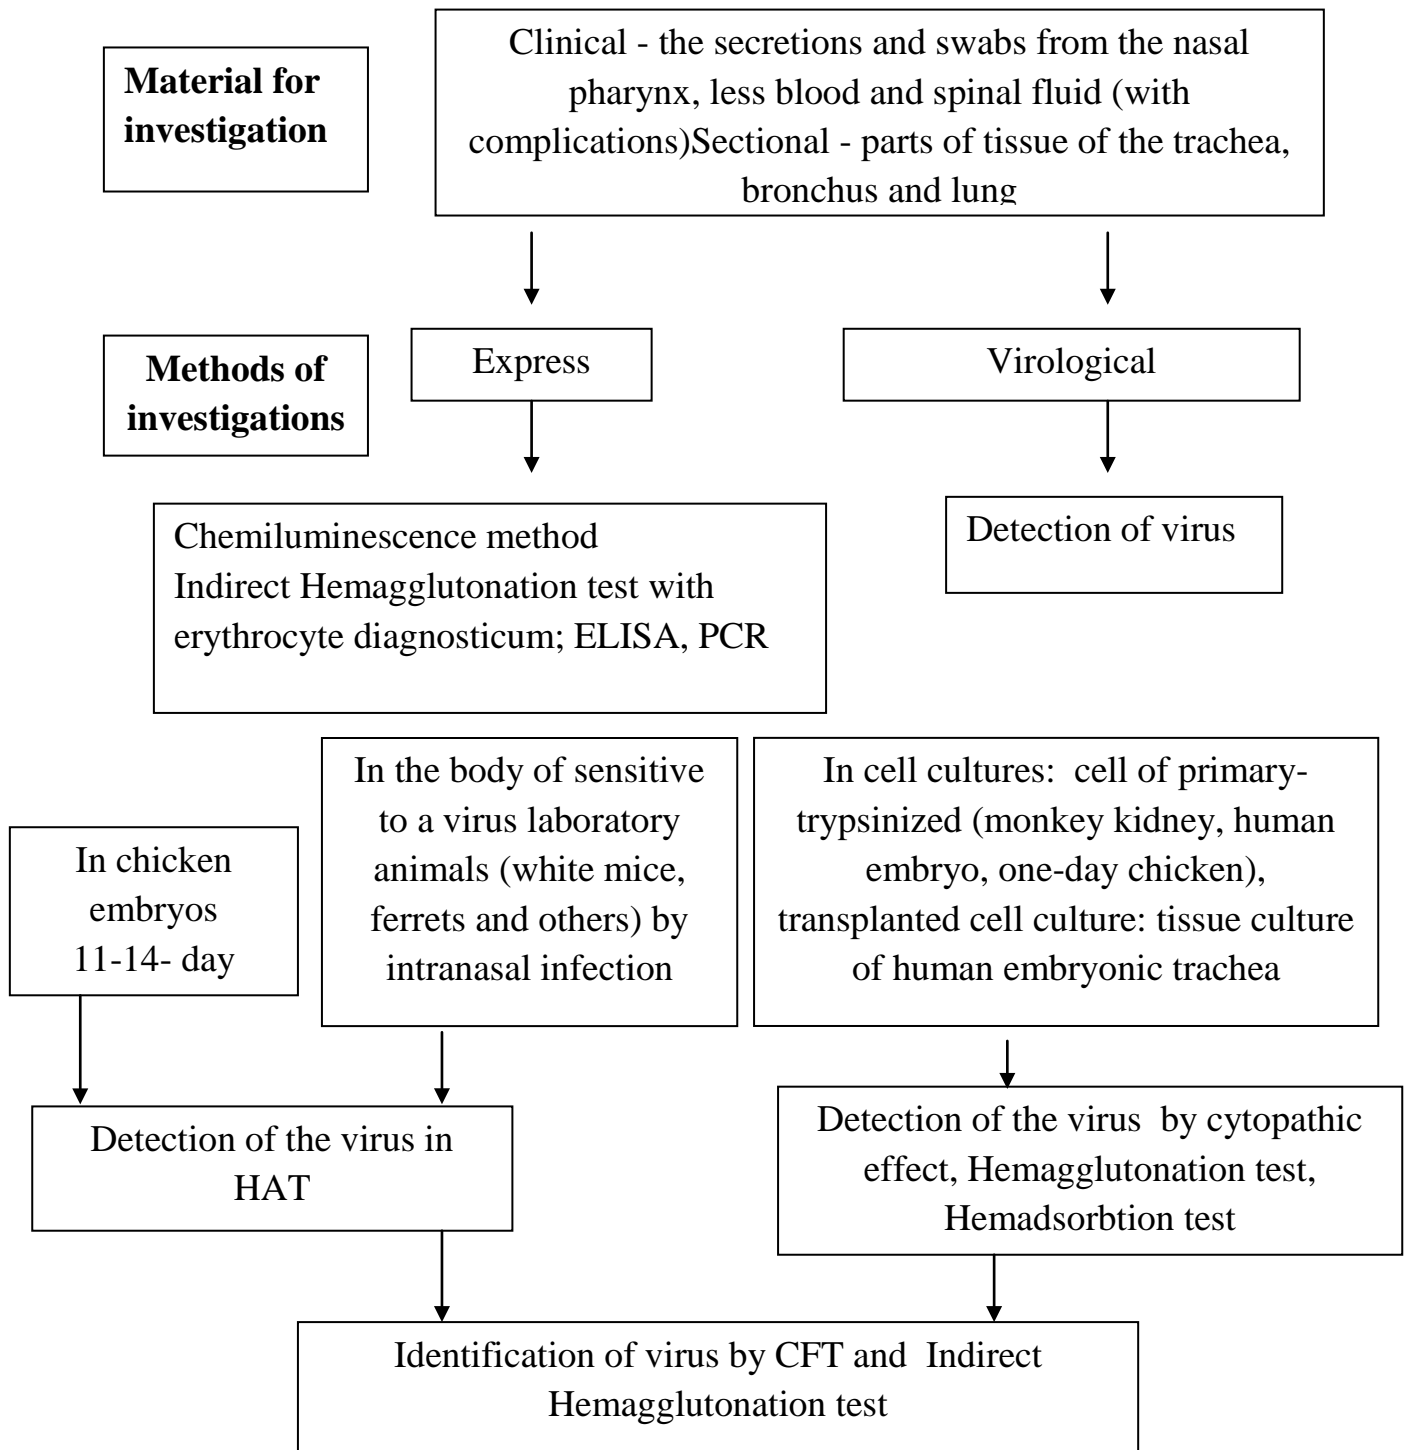 Material for
investigation
Clinical - the secretions and swabs from the nasal
pharynx, less blood and spinal fluid (with
complications)Sectional - parts of tissue of the trachea,
bronchus and lung
Methods of
investigations
Express
Virological
Chemiluminescence method
Indirect Hemagglutonation test with
erythrocyte diagnosticum; ELISA, PCR
Detection of virus
In chicken
embryos
11-14- day
In the body of sensitive
to a virus laboratory
animals (white mice,
ferrets and others) by
intranasal infection
In cell cultures: cell of primary-
trypsinized (monkey kidney, human
embryo, one-day chicken),
transplanted cell culture: tissue culture
of human embryonic trachea
Detection of the virus in
HAT
Detection of the virus by cytopathic
effect, Hemagglutonation test,
Hemadsorbtion test
Identification of virus by CFT and Indirect
Hemagglutonation test